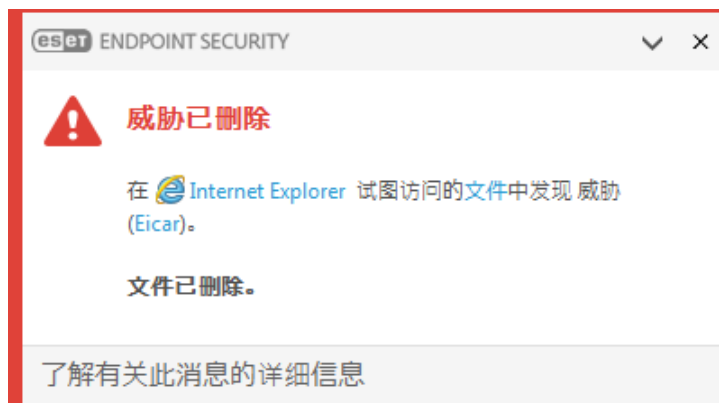 eset ENDPOINT SECURITY
威胁已删除
在 Internet Explorer 试图访问的文件中发现 威胁
(Eicar)。
文件已删除。
了解有关此消息的详细信息